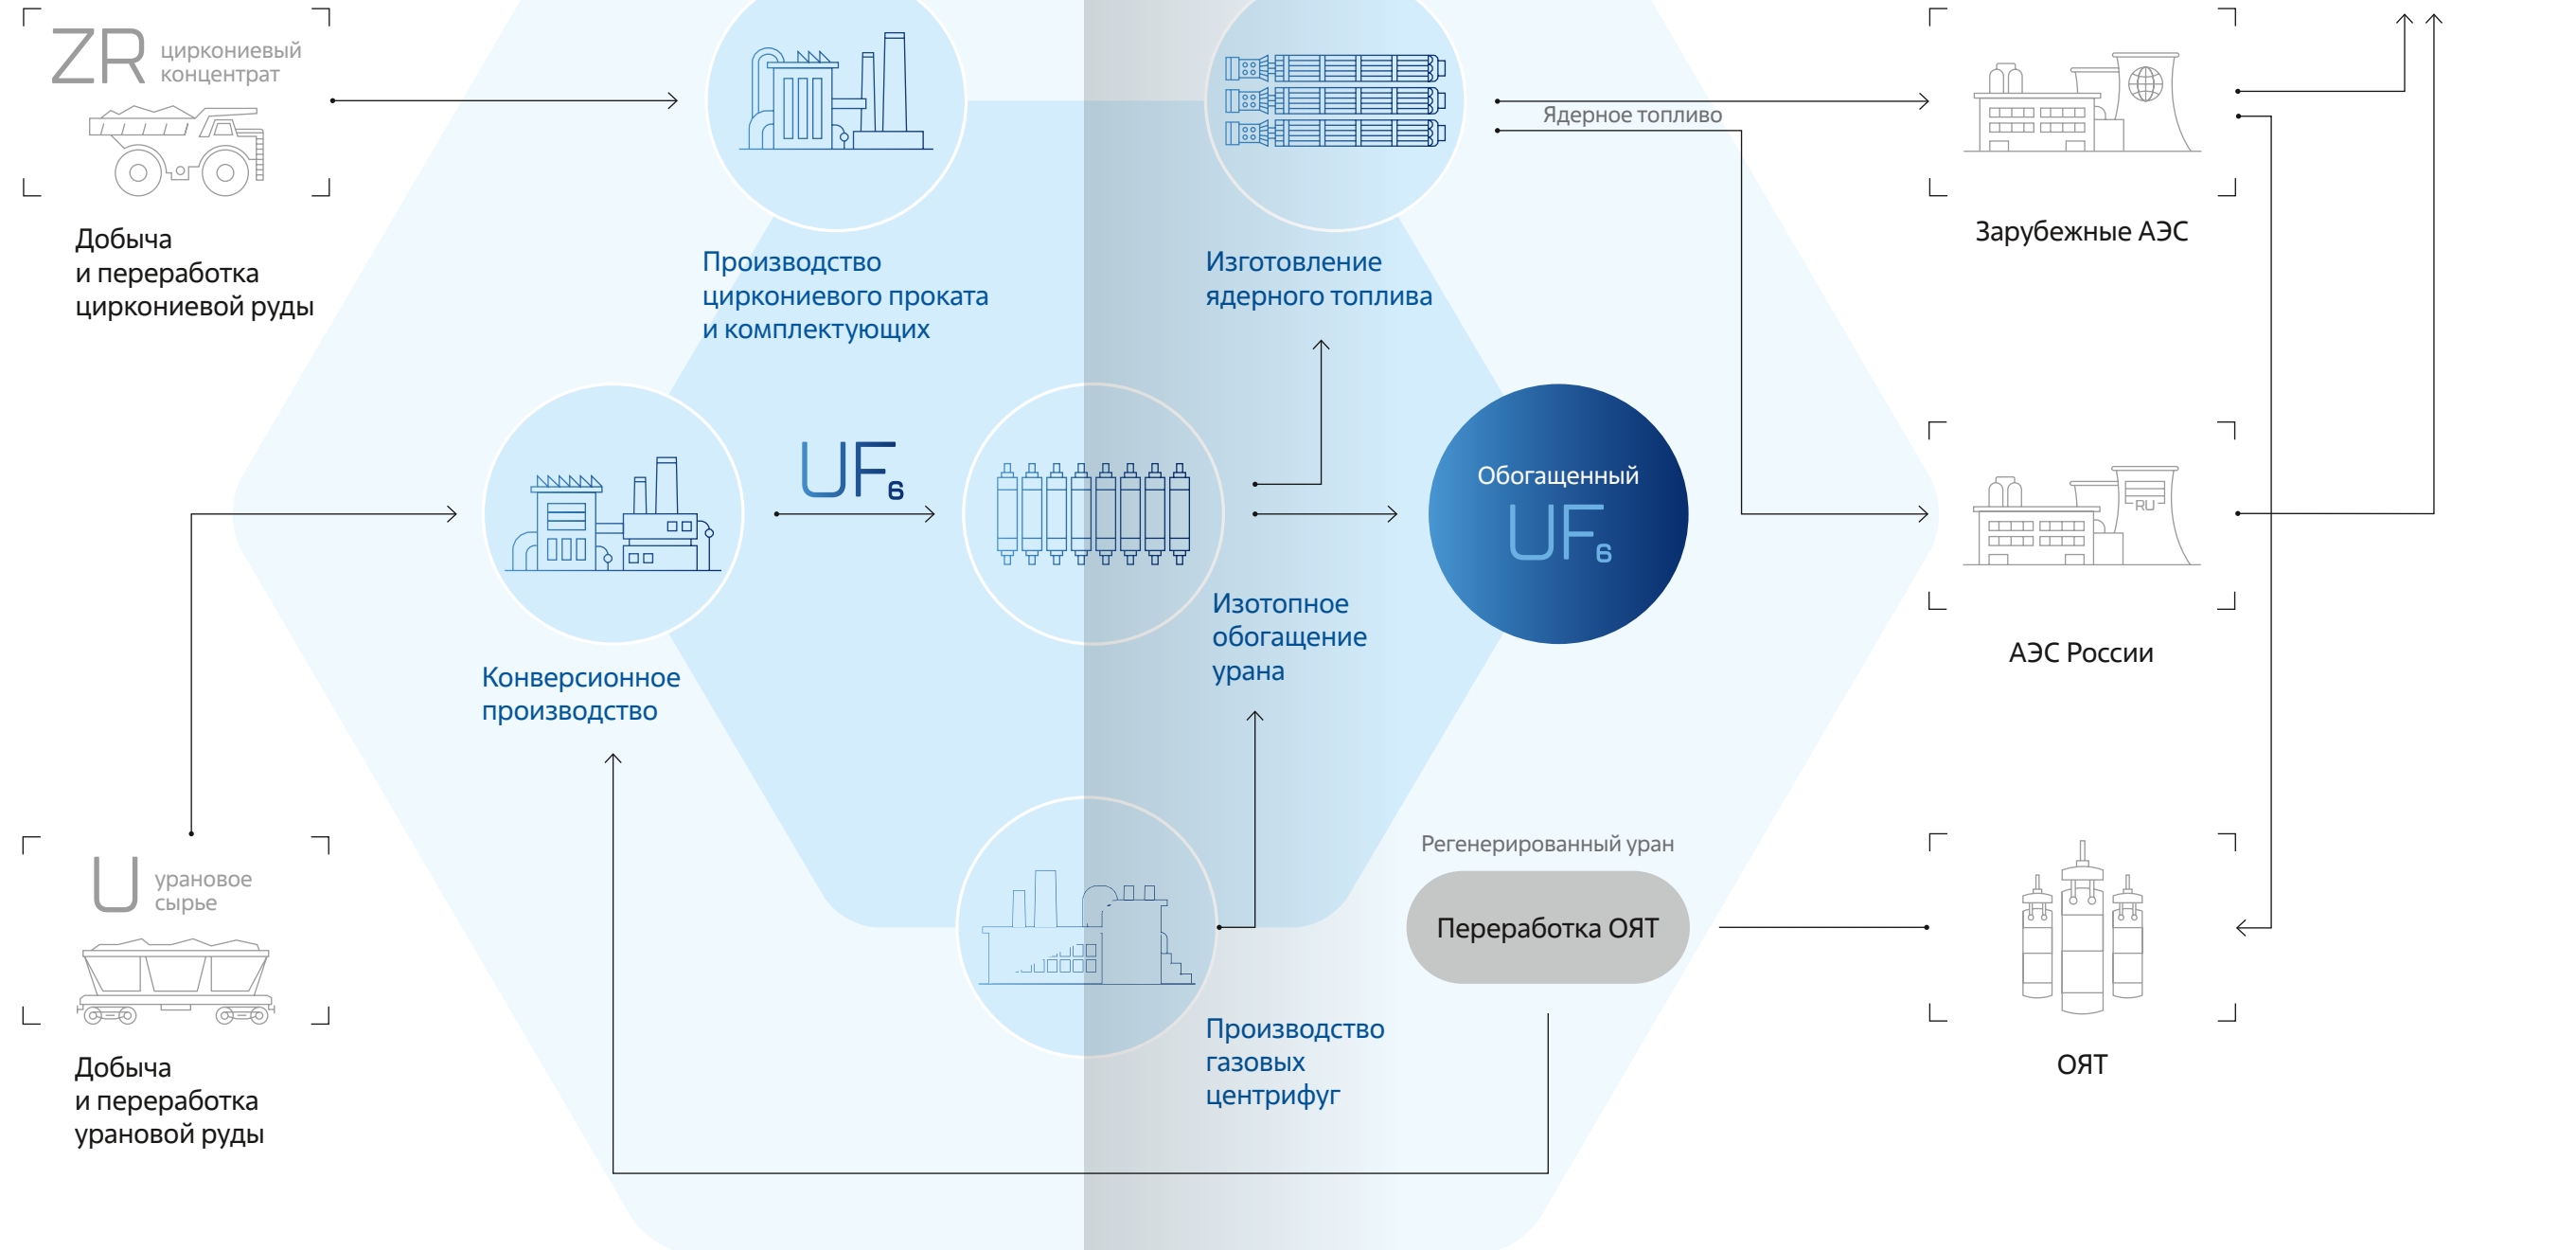 ZR
циркониевый
концентрат
Добыча
и переработка
циркониевой руды
Производство
циркониевого проката
и комплектующих
Изготовление
ядерного топлива
Ядерное топливо
Зарубежные АЭС
Конверсионное
производство
UF₆
Изотопное
обогащение
урана
Обогащенный
UF₆
RU
АЭС России
U
урановое
сырье
Добыча
и переработка
урановой руды
Производство
газовых
центрифуг
Регенерированный уран
Переработка ОЯТ
ОЯТ